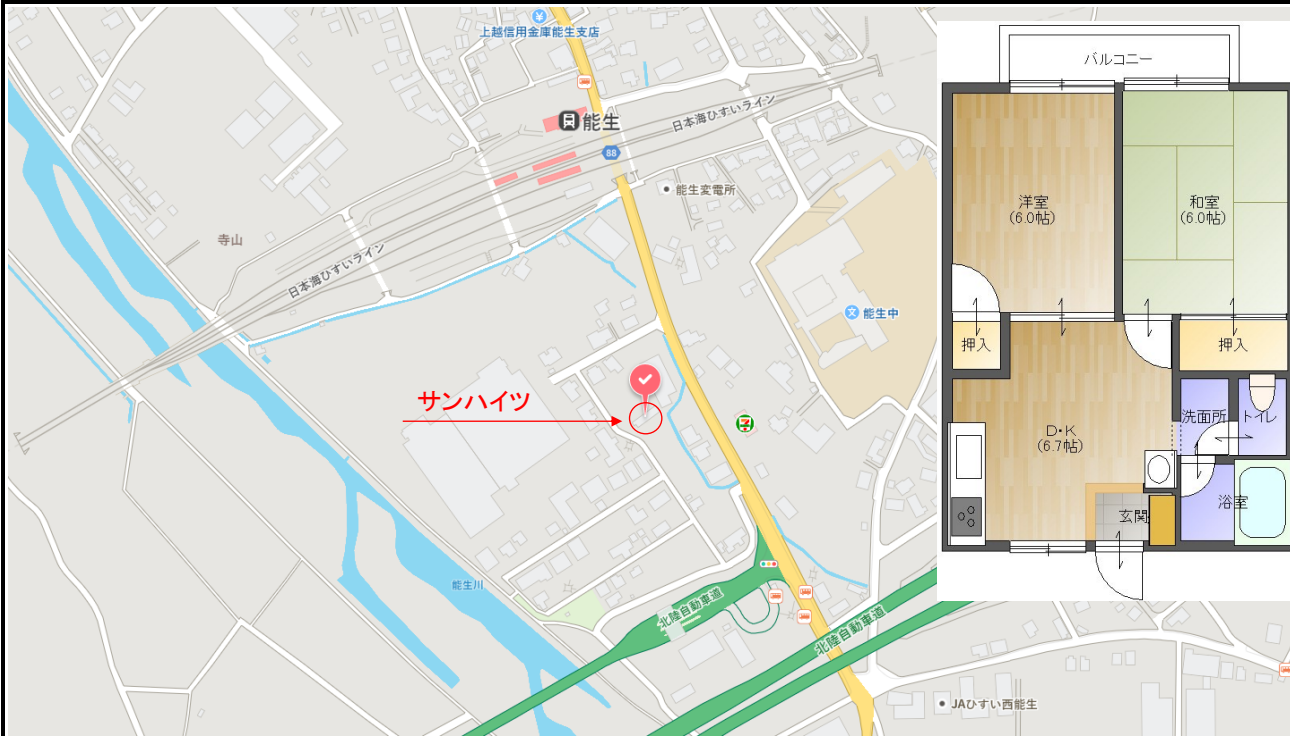 上越信用金庫能生支店
能生
日本海ひすいライン
88
能生変電所
寺山
日本海ひすいライン
能生中
サンハイツ
能生川
北陸自動車道
北陸自動車道
JAひすい西能生
バルコニー
洋室
(6.0帖)
和室
(6.0帖)
押入
押入
D・K
(6.7帖)
洗面所
トイレ
玄関
浴室